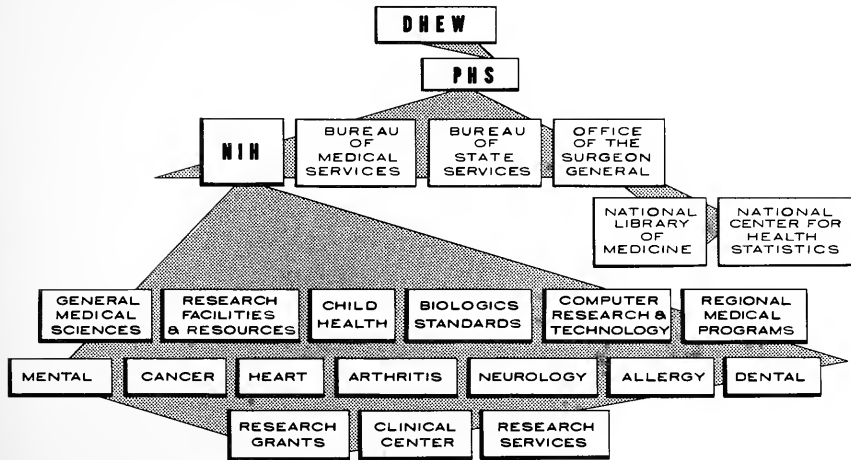 DHEW
PHS
NIH
BUREAU
OF
MEDICAL
SERVICES
BUREAU
OF
STATE
SERVICES
OFFICE
OF THE
SURGEON
GENERAL
NATIONAL
LIBRARY
OF
MEDICINE
NATIONAL
CENTER FOR
HEALTH
STATISTICS
GENERAL
MEDICAL
SCIENCES
RESEARCH
FACILITIES
& RESOURCES
CHILD
HEALTH
BIOLOGICS
STANDARDS
COMPUTER
RESEARCH &
TECHNOLOGY
REGIONAL
MEDICAL
PROGRAMS
MENTAL
CANCER
HEART
ARTHRITIS
NEUROLOGY
ALLERGY
DENTAL
RESEARCH
GRANTS
CLINICAL
CENTER
RESEARCH
SERVICES